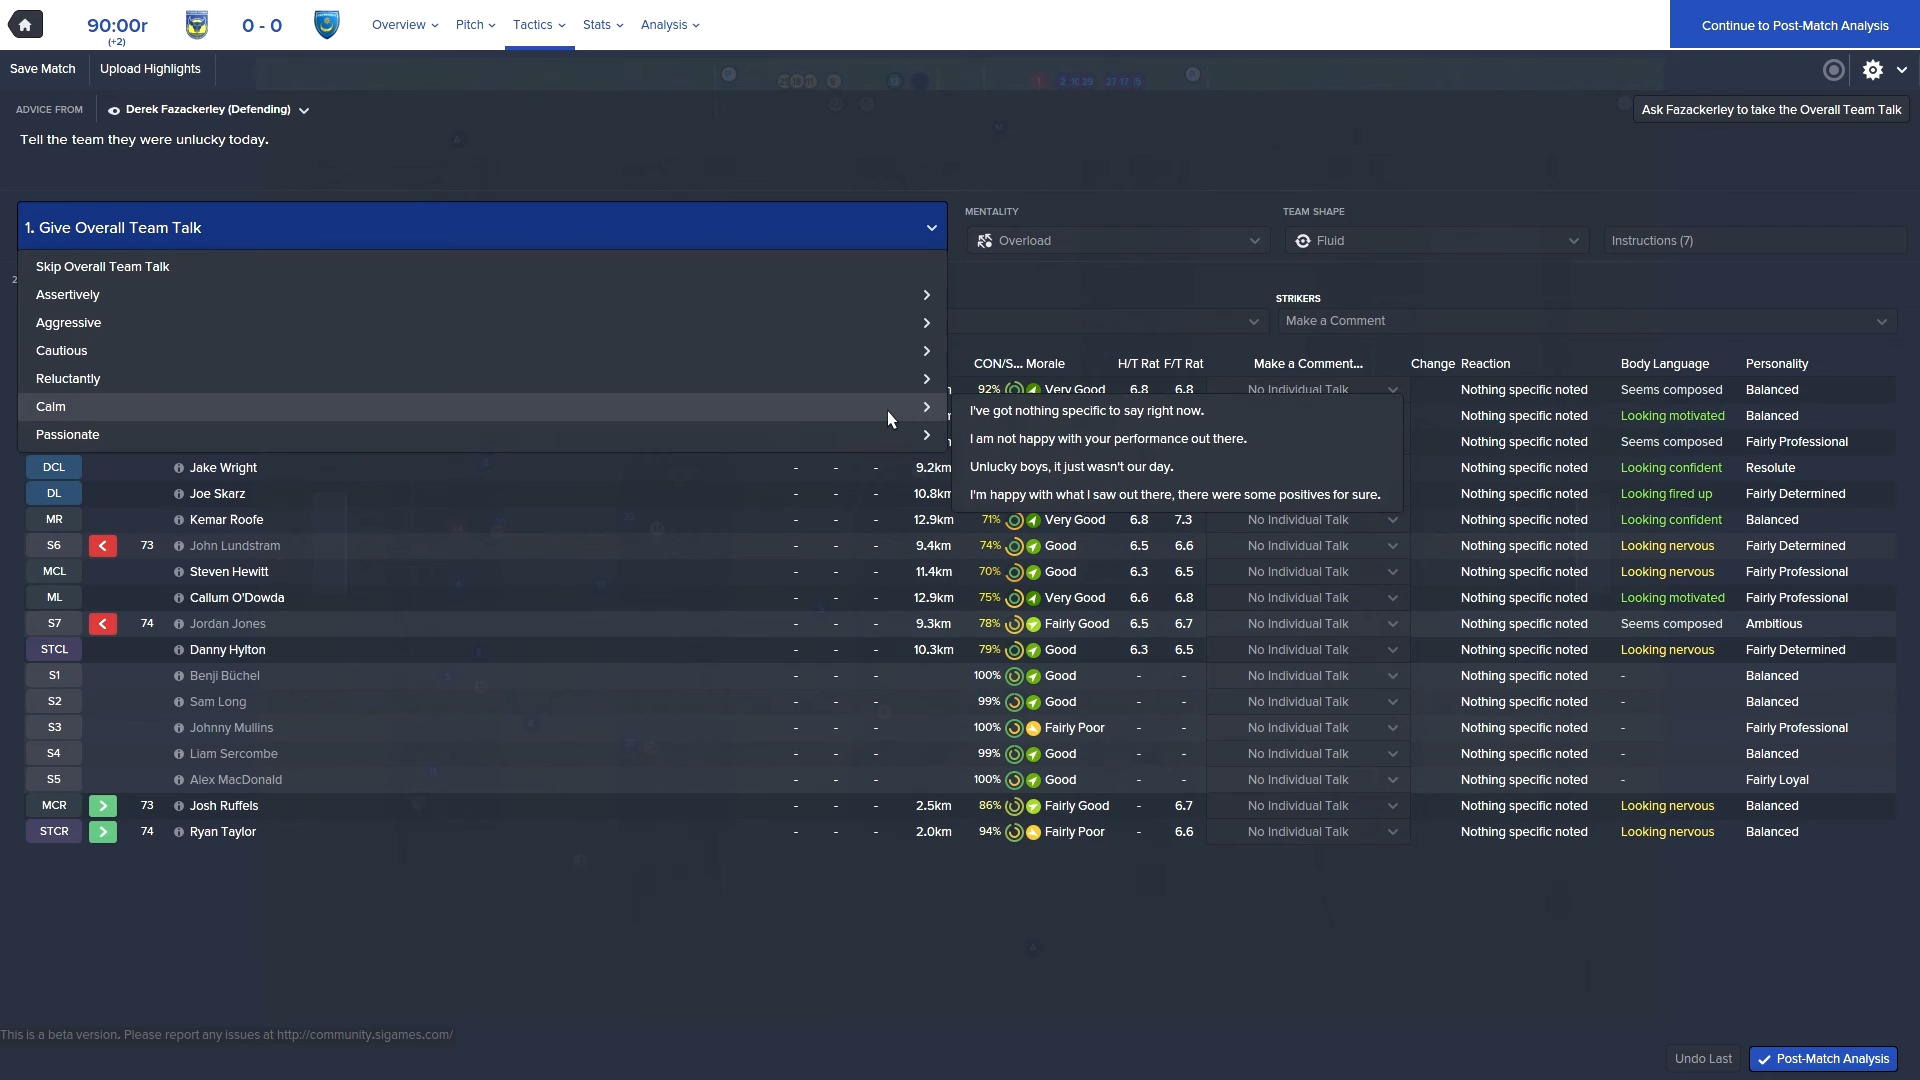 90:00r
(+2)
0 - 0
Overview
Pitch
Tactics
Stats
Analysis
Continue to Post-Match Analysis
Save Match
Upload Highlights
ADVICE FROM
Derek Fazackerley (Defending)
Ask Fazackerley to take the Overall Team Talk
Tell the team they were unlucky today.
1. Give Overall Team Talk
MENTALITY
Overload
TEAM SHAPE
Fluid
Instructions (7)
Skip Overall Team Talk
Assertively
Aggressive
Cautious
Reluctantly
Calm
Passionate
I've got nothing specific to say right now.
I am not happy with your performance out there.
Unlucky boys, it just wasn't our day.
I'm happy with what I saw out there, there were some positives for sure.
STRIKERS
Make a Comment
CON/S... Morale H/T Rat F/T Rat Make a Comment... Change Reaction Body Language Personality
92% Very Good 6.8 6.8 No Individual Talk Nothing specific noted Seems composed Balanced
Nothing specific noted Looking motivated Balanced
Nothing specific noted Seems composed Fairly Professional
DCL Jake Wright - - - 9.2km Nothing specific noted Looking confident Resolute
DL Joe Skarz - - - 10.8km Nothing specific noted Looking fired up Fairly Determined
MR Kemar Roofe - - - 12.9km 71% Very Good 6.8 7.3 No Individual Talk Nothing specific noted Looking confident Balanced
S6 73 John Lundstram - - - 9.4km 74% Good 6.5 6.6 No Individual Talk Nothing specific noted Looking nervous Fairly Determined
MCL Steven Hewitt - - - 11.4km 70% Good 6.3 6.5 No Individual Talk Nothing specific noted Looking nervous Fairly Professional
ML Callum O'Dowda - - - 12.9km 75% Very Good 6.6 6.8 No Individual Talk Nothing specific noted Looking motivated Fairly Professional
S7 74 Jordan Jones - - - 9.3km 78% Fairly Good 6.5 6.7 No Individual Talk Nothing specific noted Seems composed Ambitious
STCL Danny Hylton - - - 10.3km 79% Good 6.3 6.5 No Individual Talk Nothing specific noted Looking nervous Fairly Determined
S1 Benji Büchel - - - 100% Good - - No Individual Talk Nothing specific noted - Balanced
S2 Sam Long - - - 99% Good - - No Individual Talk Nothing specific noted - Balanced
S3 Johnny Mullins - - - 100% Fairly Poor - - No Individual Talk Nothing specific noted - Fairly Professional
S4 Liam Sercombe - - - 99% Good - - No Individual Talk Nothing specific noted - Balanced
S5 Alex MacDonald - - - 100% Good - - No Individual Talk Nothing specific noted - Fairly Loyal
MCR 73 Josh Ruffels - - - 2.5km 86% Fairly Good - 6.7 No Individual Talk Nothing specific noted Looking nervous Balanced
STCR 74 Ryan Taylor - - - 2.0km 94% Fairly Poor - 6.6 No Individual Talk Nothing specific noted Looking nervous Balanced
This is a beta version. Please report any issues at http://community.sigames.com/
Undo Last
Post-Match Analysis